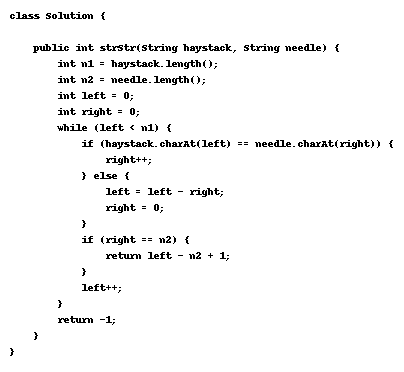 class Solution {
    public int strStr(String haystack, String needle) {
        int n1 = haystack.length();
        int n2 = needle.length();
        int left = 0;
        int right = 0;
        while (left < n1) {
            if (haystack.charAt(left) == needle.charAt(right)) {
                right++;
            } else {
                left = left - right;
                right = 0;
            }
            if (right == n2) {
                return left - n2 + 1;
            }
            left++;
        }
        return -1;
    }
}